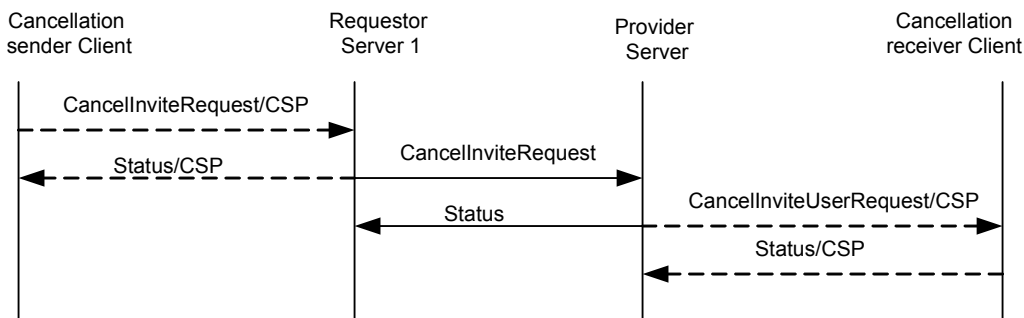 Cancellation
sender Client
Requestor
Server 1
Provider
Server
Cancellation
receiver Client
CancelInviteRequest/CSP
Status/CSP
CancelInviteRequest
Status
CancelInviteUserRequest/CSP
Status/CSP